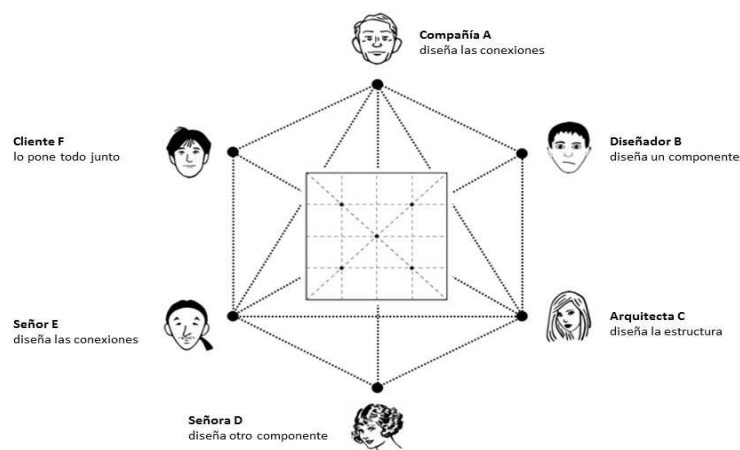 Compañía A
diseña las conexiones
Cliente F
lo pone todo junto
Diseñador B
diseña un componente
Señor E
diseña las conexiones
Arquitecta C
diseña la estructura
Señora D
diseña otro componente